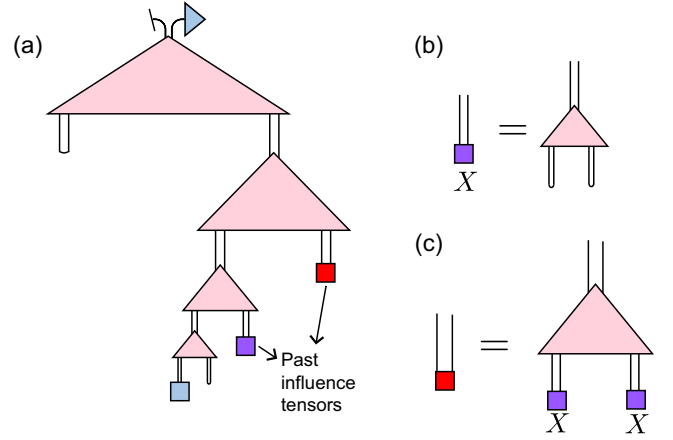 (a)
Past
influence
tensors
(b)
X
=
(c)
=
X X